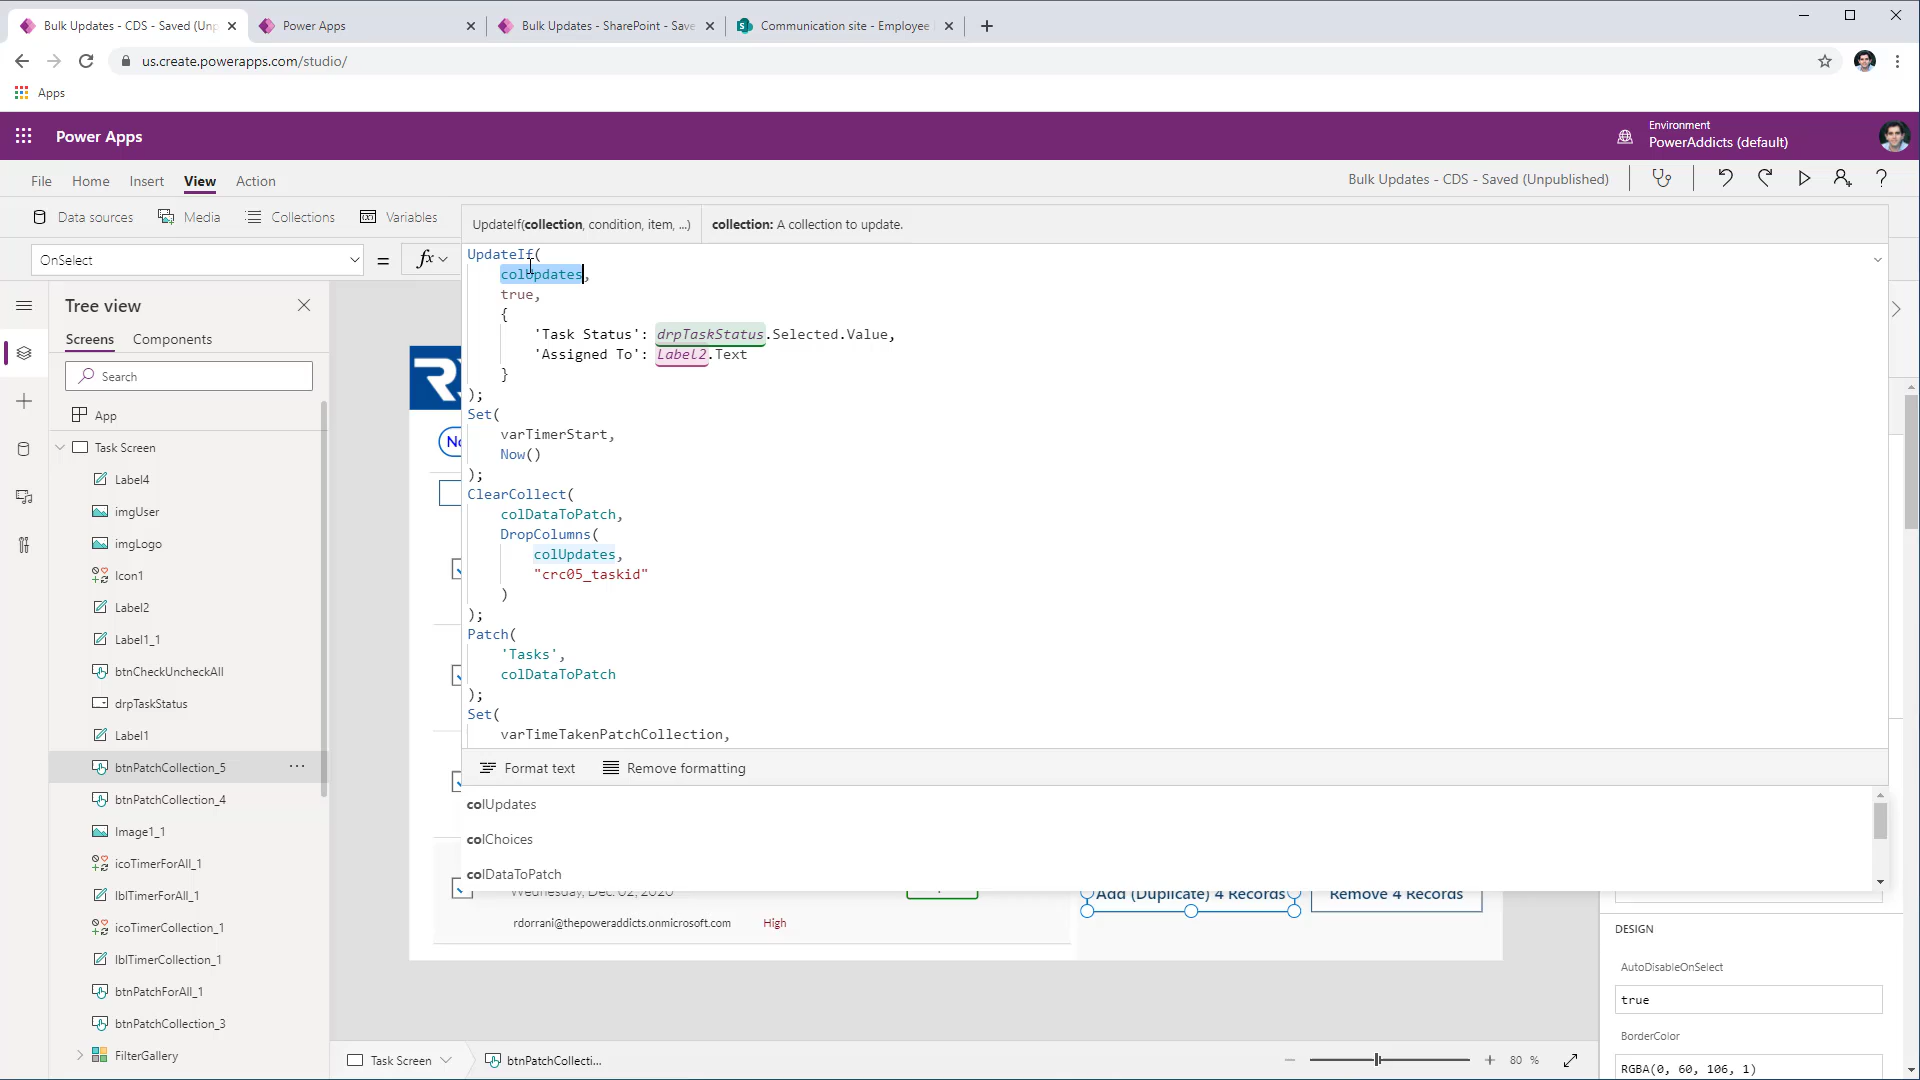 Bulk Updates - CDS - Saved (Unp
Power Apps
Bulk Updates - SharePoint - Save
Communication site - Employee
us.create.powerapps.com/studio/
Apps
Power Apps
Environment
PowerAddicts (default)
File
Home
Insert
View
Action
Bulk Updates - CDS - Saved (Unpublished)
?
Data sources
Media
Collections
Variables
UpdateIf(collection, condition, item, ...)
collection: A collection to update.
OnSelect
=
fx
UpdateIf(
colUpdates,
true,
{
'Task Status': drpTaskStatus.Selected.Value,
'Assigned To': Label2.Text
}
);
Set(
varTimerStart,
Now()
);
ClearCollect(
colDataToPatch,
DropColumns(
colUpdates,
"crc05_taskid"
)
);
Patch(
'Tasks',
colDataToPatch
);
Set(
varTimeTakenPatchCollection,
Format text
Remove formatting
colUpdates
colChoices
colDataToPatch
Tree view
Screens
Components
Search
App
Task Screen
Label4
imgUser
imgLogo
Icon1
Label2
Label1_1
btnCheckUncheckAll
drpTaskStatus
Label1
btnPatchCollection_5
...
btnPatchCollection_4
Image1_1
icoTimerForAll_1
lblTimerForAll_1
icoTimerCollection_1
lblTimerCollection_1
btnPatchForAll_1
btnPatchCollection_3
FilterGallery
R
Wednesday, Dec. 02, 2020
rdorrani@thepoweraddicts.onmicrosoft.com
High
Add (Duplicate) 4 Records
Remove 4 Records
DESIGN
AutoDisableOnSelect
true
BorderColor
RGBA(0, 60, 106, 1)
Task Screen
btnPatchCollecti...
80 %